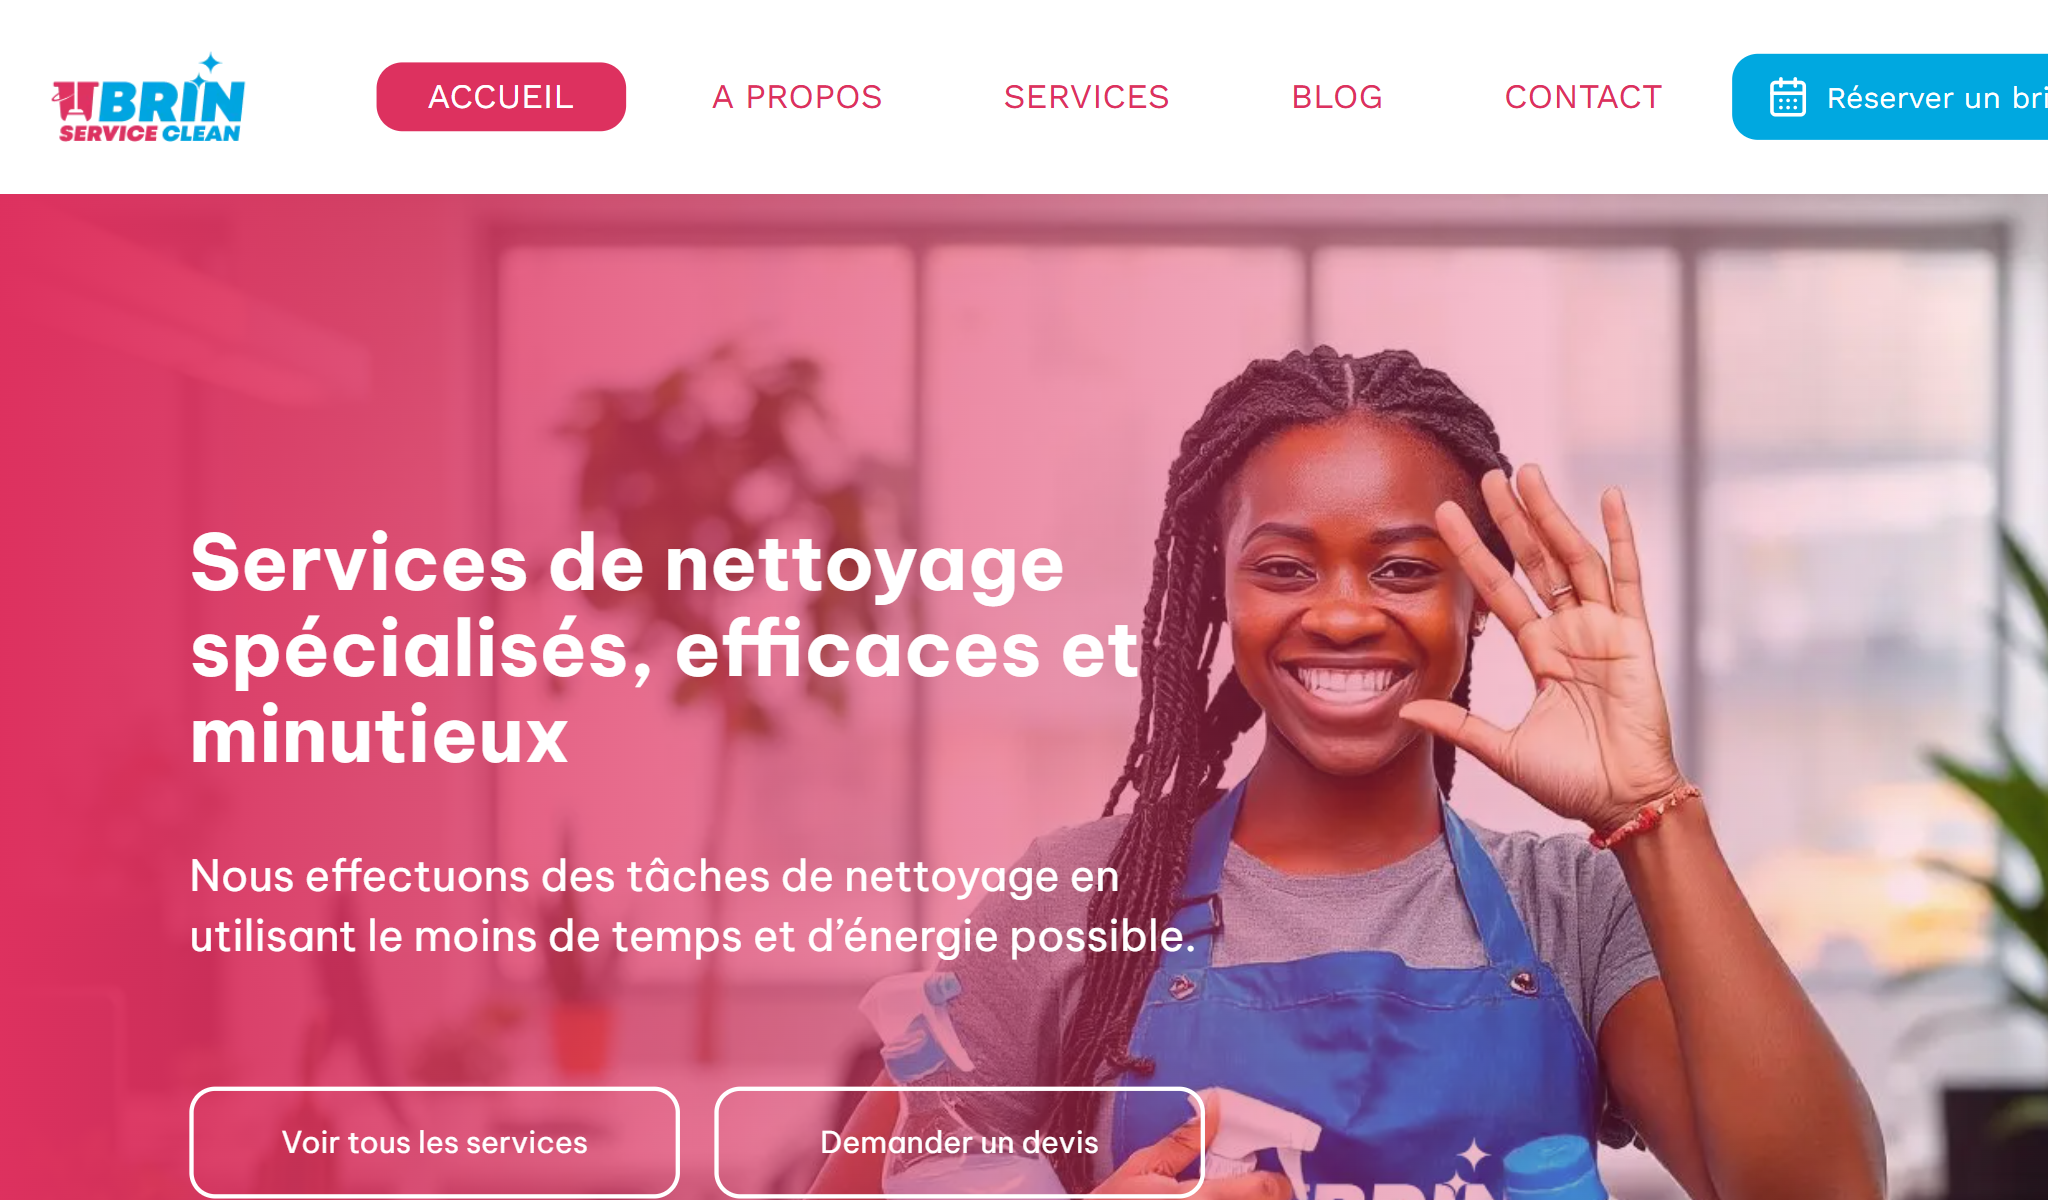 BRIN
SERVICE CLEAN
ACCUEIL
A PROPOS
SERVICES
BLOG
CONTACT
Réserver un
Services de nettoyage
spécialisés, efficaces et
minutieux
Nous effectuons des tâches de nettoyage en
utilisant le moins de temps et d’énergie possible.
Voir tous les services
Demander un devis
BRIN